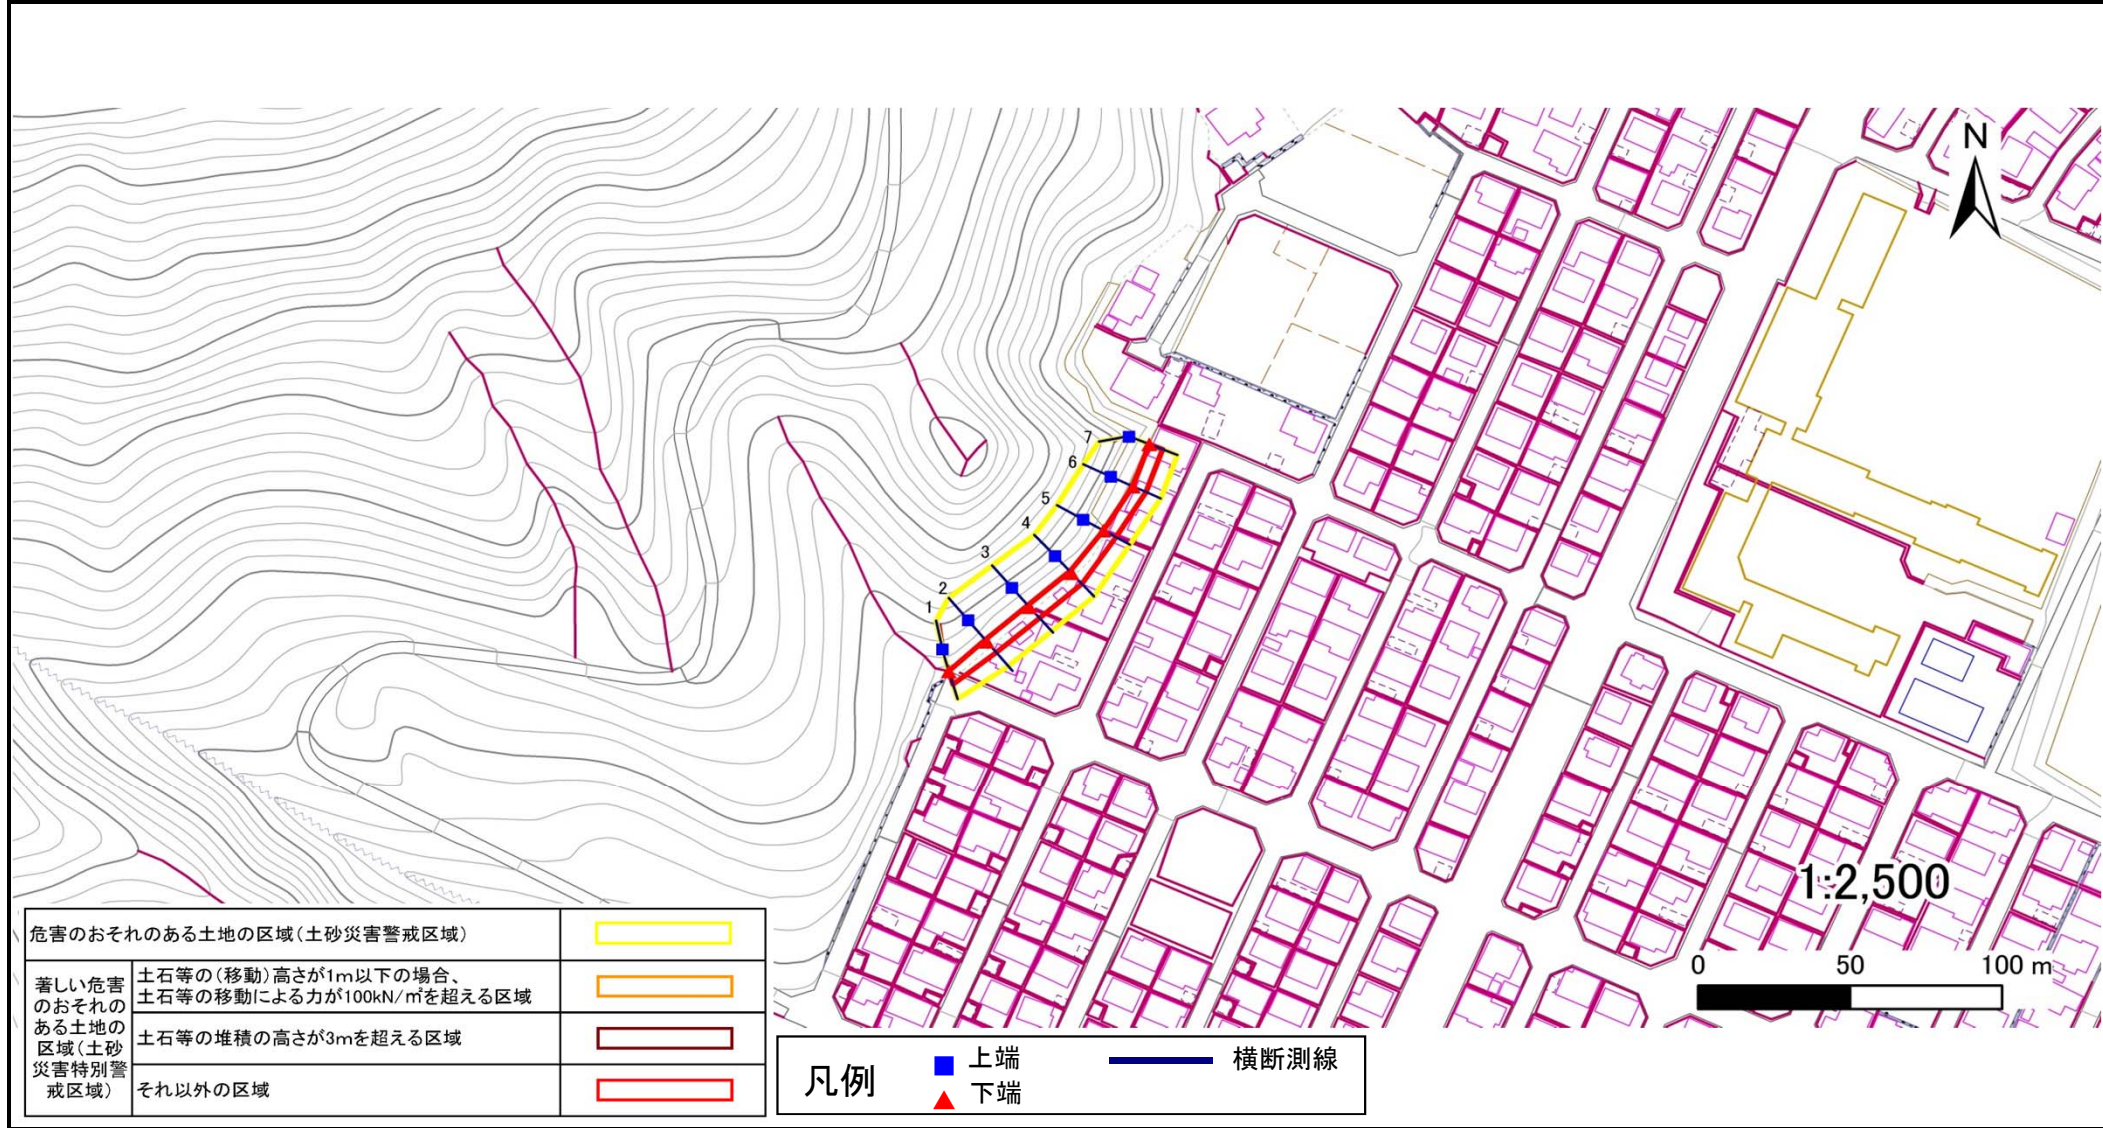 N
7
6
5
4
3
2
1
1:2,500
0 50 100 m
危害のおそれのある土地の区域(土砂災害警戒区域)
著しい危害
のおそれの
ある土地の
区域(土砂
災害特別警
戒区域)
土石等の(移動)高さが1m以下の場合、
土石等の移動による力が100kN/㎡を超える区域
土石等の堆積の高さが3mを超える区域
それ以外の区域
凡例
上端
下端
横断測線